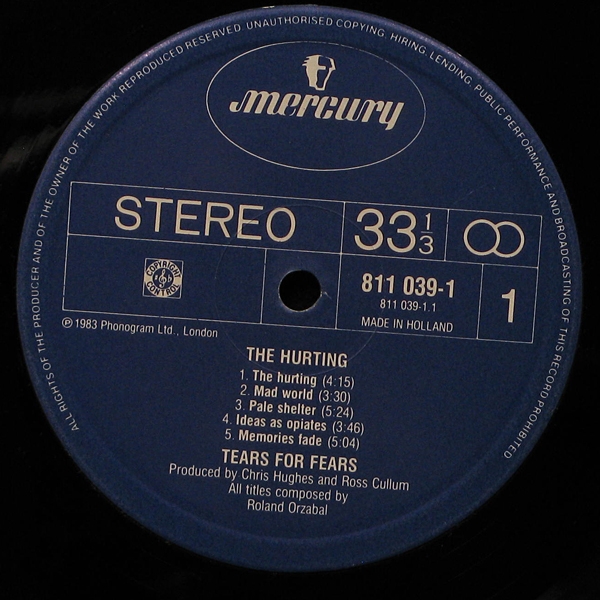 ALL RIGHTS OF THE PRODUCER AND OF THE OWNER OF THE WORK REPRODUCED RESERVED. UNAUTHORISED COPYING, HIRING, LENDING, PUBLIC PERFORMANCE AND BROADCASTING OF THIS RECORD PROHIBITED
mercury
STEREO
33 1/3
COPYRIGHT CONTROL
811 039-1
811 039-1.1
MADE IN HOLLAND
1
℗ 1983 Phonogram Ltd., London
THE HURTING
1. The hurting (4:15)
2. Mad world (3:30)
3. Pale shelter (5:24)
4. Ideas as opiates (3:46)
5. Memories fade (5:04)
TEARS FOR FEARS
Produced by Chris Hughes and Ross Cullum
All titles composed by
Roland Orzabal